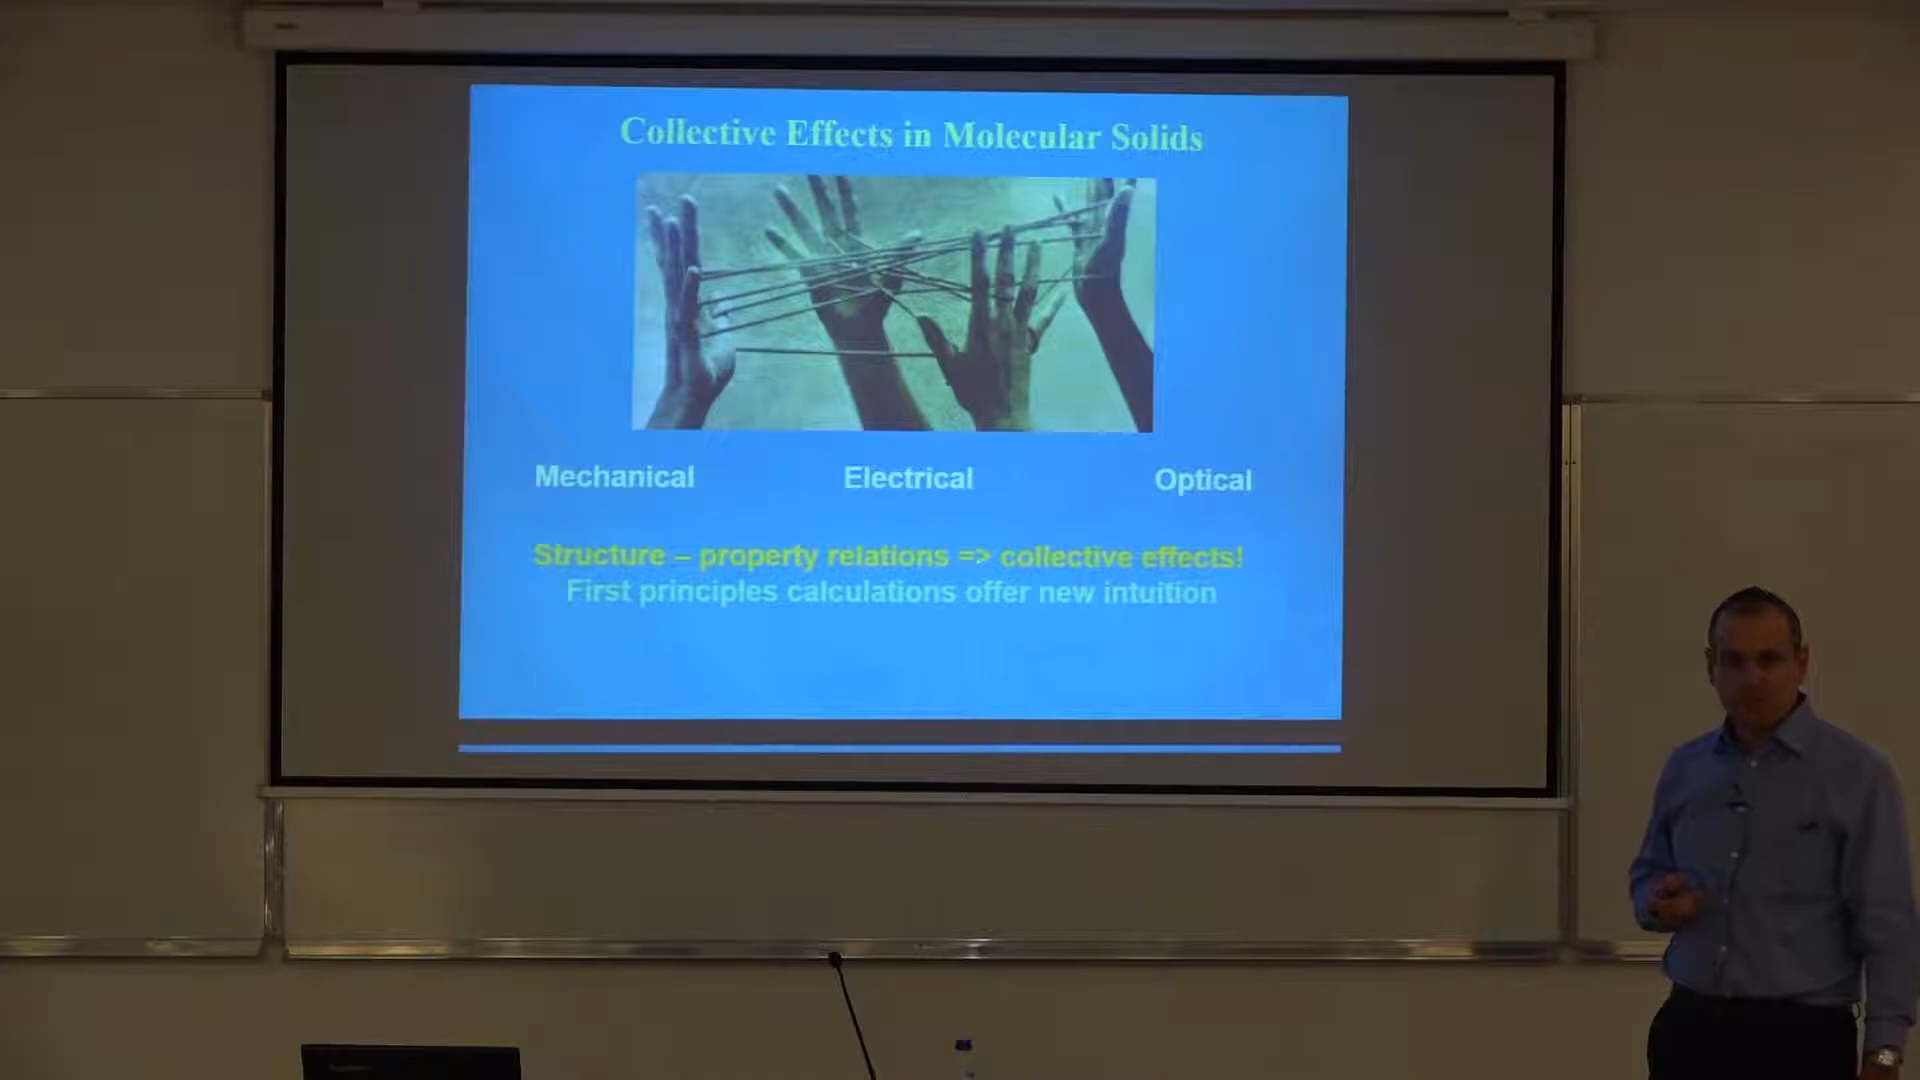 Collective Effects in Molecular Solids
Mechanical Electrical Optical
Structure – property relations => collective effects!
First principles calculations offer new intuition